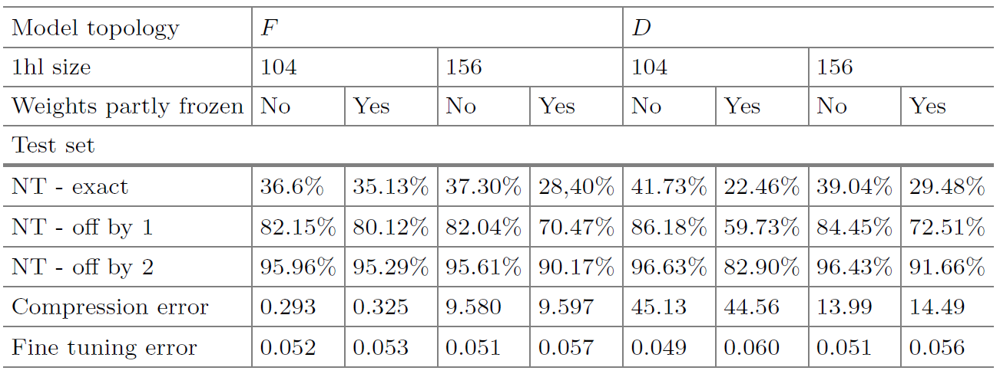 Model topology F D
1hl size 104 156 104 156
Weights partly frozen No Yes No Yes No Yes No Yes
Test set
NT - exact 36.6% 35.13% 37.30% 28,40% 41.73% 22.46% 39.04% 29.48%
NT - off by 1 82.15% 80.12% 82.04% 70.47% 86.18% 59.73% 84.45% 72.51%
NT - off by 2 95.96% 95.29% 95.61% 90.17% 96.63% 82.90% 96.43% 91.66%
Compression error 0.293 0.325 9.580 9.597 45.13 44.56 13.99 14.49
Fine tuning error 0.052 0.053 0.051 0.057 0.049 0.060 0.051 0.056